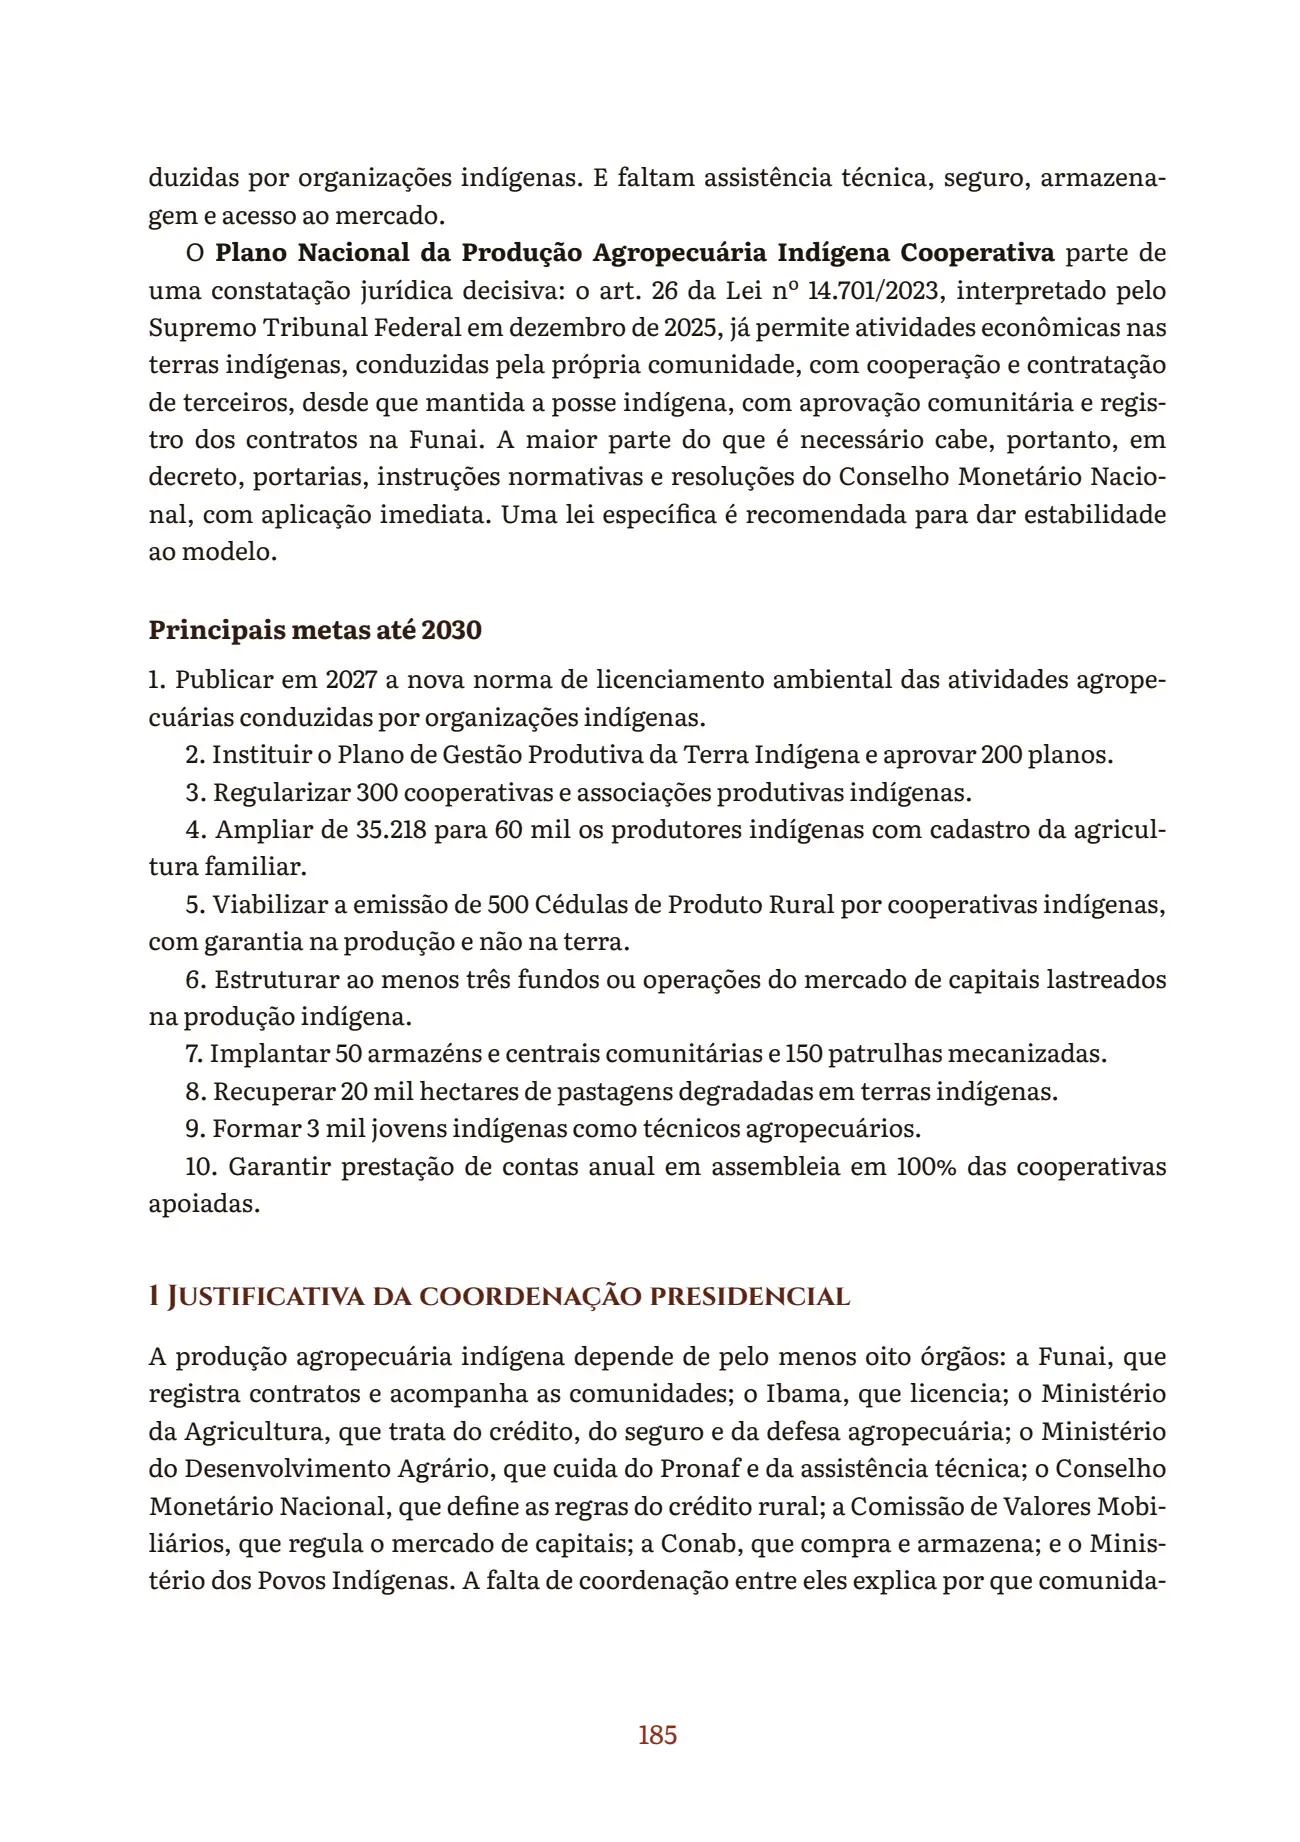 duzidas por organizações indígenas. E faltam assistência técnica, seguro, armazena-
gem e acesso ao mercado.
O Plano Nacional da Produção Agropecuária Indígena Cooperativa parte de
uma constatação jurídica decisiva: o art. 26 da Lei nº 14.701/2023, interpretado pelo
Supremo Tribunal Federal em dezembro de 2025, já permite atividades econômicas nas
terras indígenas, conduzidas pela própria comunidade, com cooperação e contratação
de terceiros, desde que mantida a posse indígena, com aprovação comunitária e regis-
tro dos contratos na Funai. A maior parte do que é necessário cabe, portanto, em
decreto, portarias, instruções normativas e resoluções do Conselho Monetário Nacio-
nal, com aplicação imediata. Uma lei específica é recomendada para dar estabilidade
ao modelo.
Principais metas até 2030
1. Publicar em 2027 a nova norma de licenciamento ambiental das atividades agrope-
cuárias conduzidas por organizações indígenas.
2. Instituir o Plano de Gestão Produtiva da Terra Indígena e aprovar 200 planos.
3. Regularizar 300 cooperativas e associações produtivas indígenas.
4. Ampliar de 35.218 para 60 mil os produtores indígenas com cadastro da agricul-
tura familiar.
5. Viabilizar a emissão de 500 Cédulas de Produto Rural por cooperativas indígenas,
com garantia na produção e não na terra.
6. Estruturar ao menos três fundos ou operações do mercado de capitais lastreados
na produção indígena.
7. Implantar 50 armazéns e centrais comunitárias e 150 patrulhas mecanizadas.
8. Recuperar 20 mil hectares de pastagens degradadas em terras indígenas.
9. Formar 3 mil jovens indígenas como técnicos agropecuários.
10. Garantir prestação de contas anual em assembleia em 100% das cooperativas
apoiadas.
1 Justificativa da coordenação presidencial
A produção agropecuária indígena depende de pelo menos oito órgãos: a Funai, que
registra contratos e acompanha as comunidades; o Ibama, que licencia; o Ministério
da Agricultura, que trata do crédito, do seguro e da defesa agropecuária; o Ministério
do Desenvolvimento Agrário, que cuida do Pronaf e da assistência técnica; o Conselho
Monetário Nacional, que define as regras do crédito rural; a Comissão de Valores Mobi-
liários, que regula o mercado de capitais; a Conab, que compra e armazena; e o Minis-
tério dos Povos Indígenas. A falta de coordenação entre eles explica por que comunida-
185